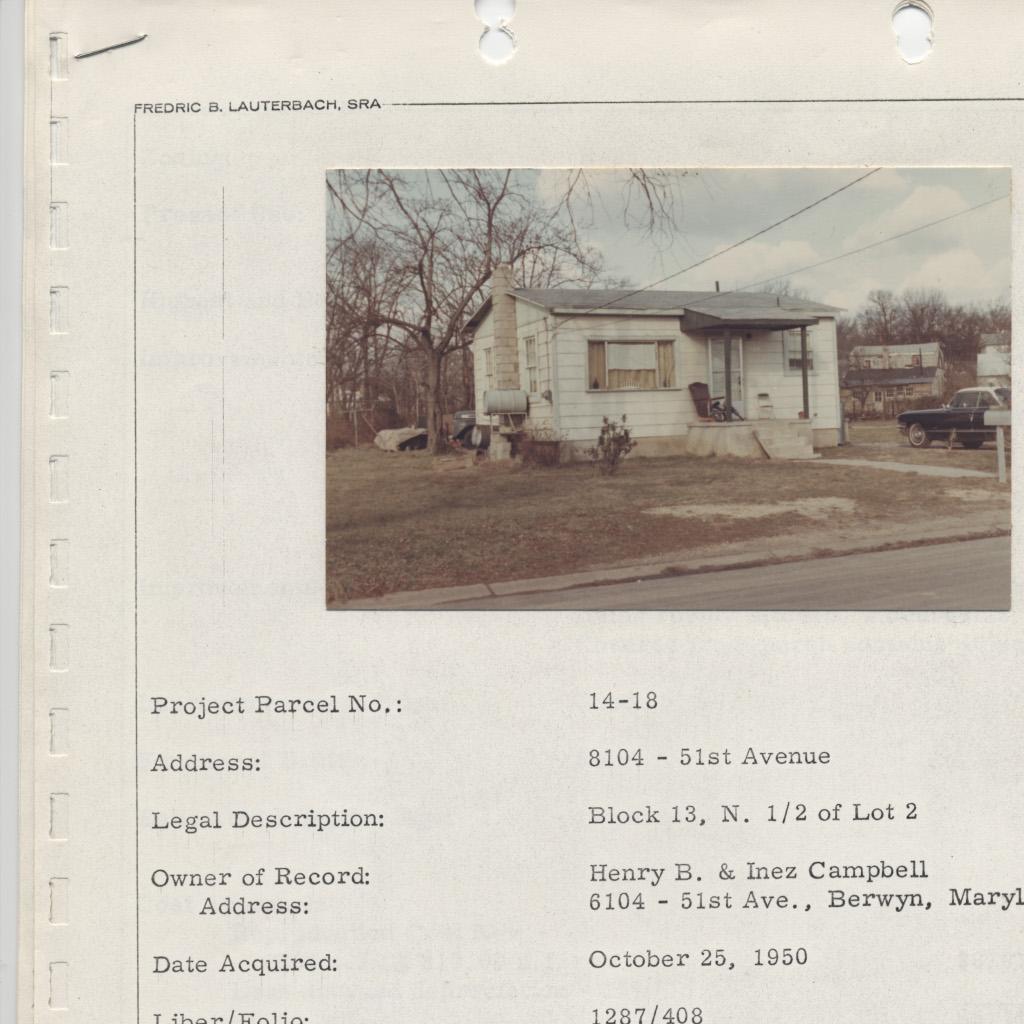 FREDRIC B. LAUTERBACH, SRA
Project Parcel No.: 14-18
Address: 8104 - 51st Avenue
Legal Description: Block 13, N. 1/2 of Lot 2
Owner of Record: Henry B. & Inez Campbell
Address: 6104 - 51st Ave., Berwyn, Maryl
Date Acquired: October 25, 1950
Liber/Folio: 1287/408